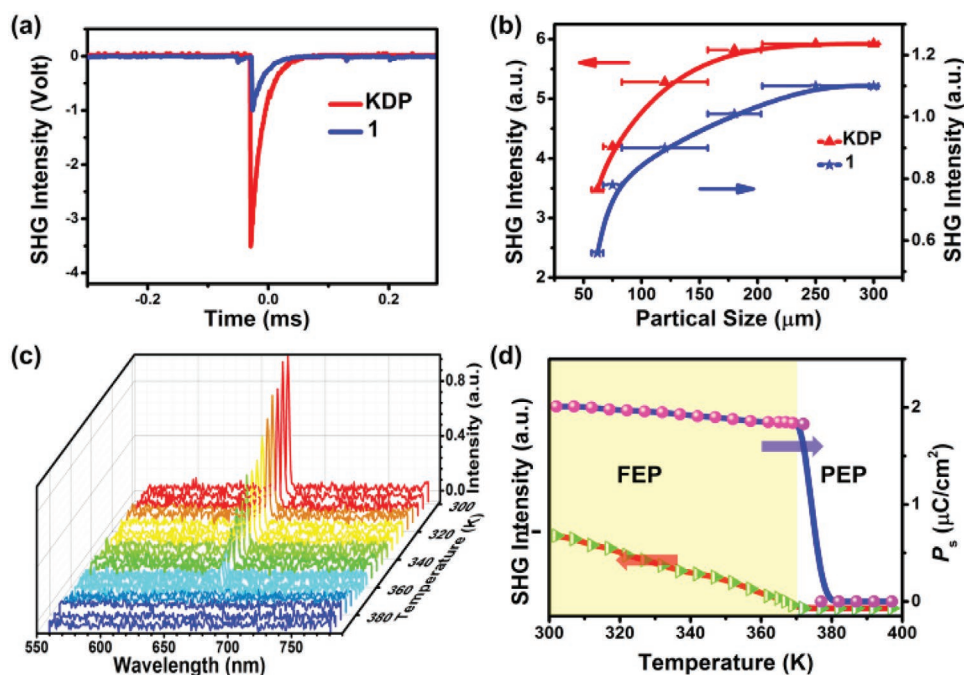 (a)
SHG Intensity (Volt)
0
-1
-2
-3
-4
KDP
1
-0.2
0.0
0.2
Time (ms)
(b)
SHG Intensity (a.u.)
6
5
4
3
2
KDP
1
1.2
1.0
0.8
0.6
SHG Intensity (a.u.)
50
100
150
200
250
300
Partical Size (μm)
(c)
0.8
0.4
0.0
Intensity (a.u.)
300
320
340
360
380
Temperature (K)
550
600
650
700
750
Wavelength (nm)
(d)
SHG Intensity (a.u.)
FEP
PEP
2
1
0
Ps (μC/cm2)
300
320
340
360
380
400
Temperature (K)